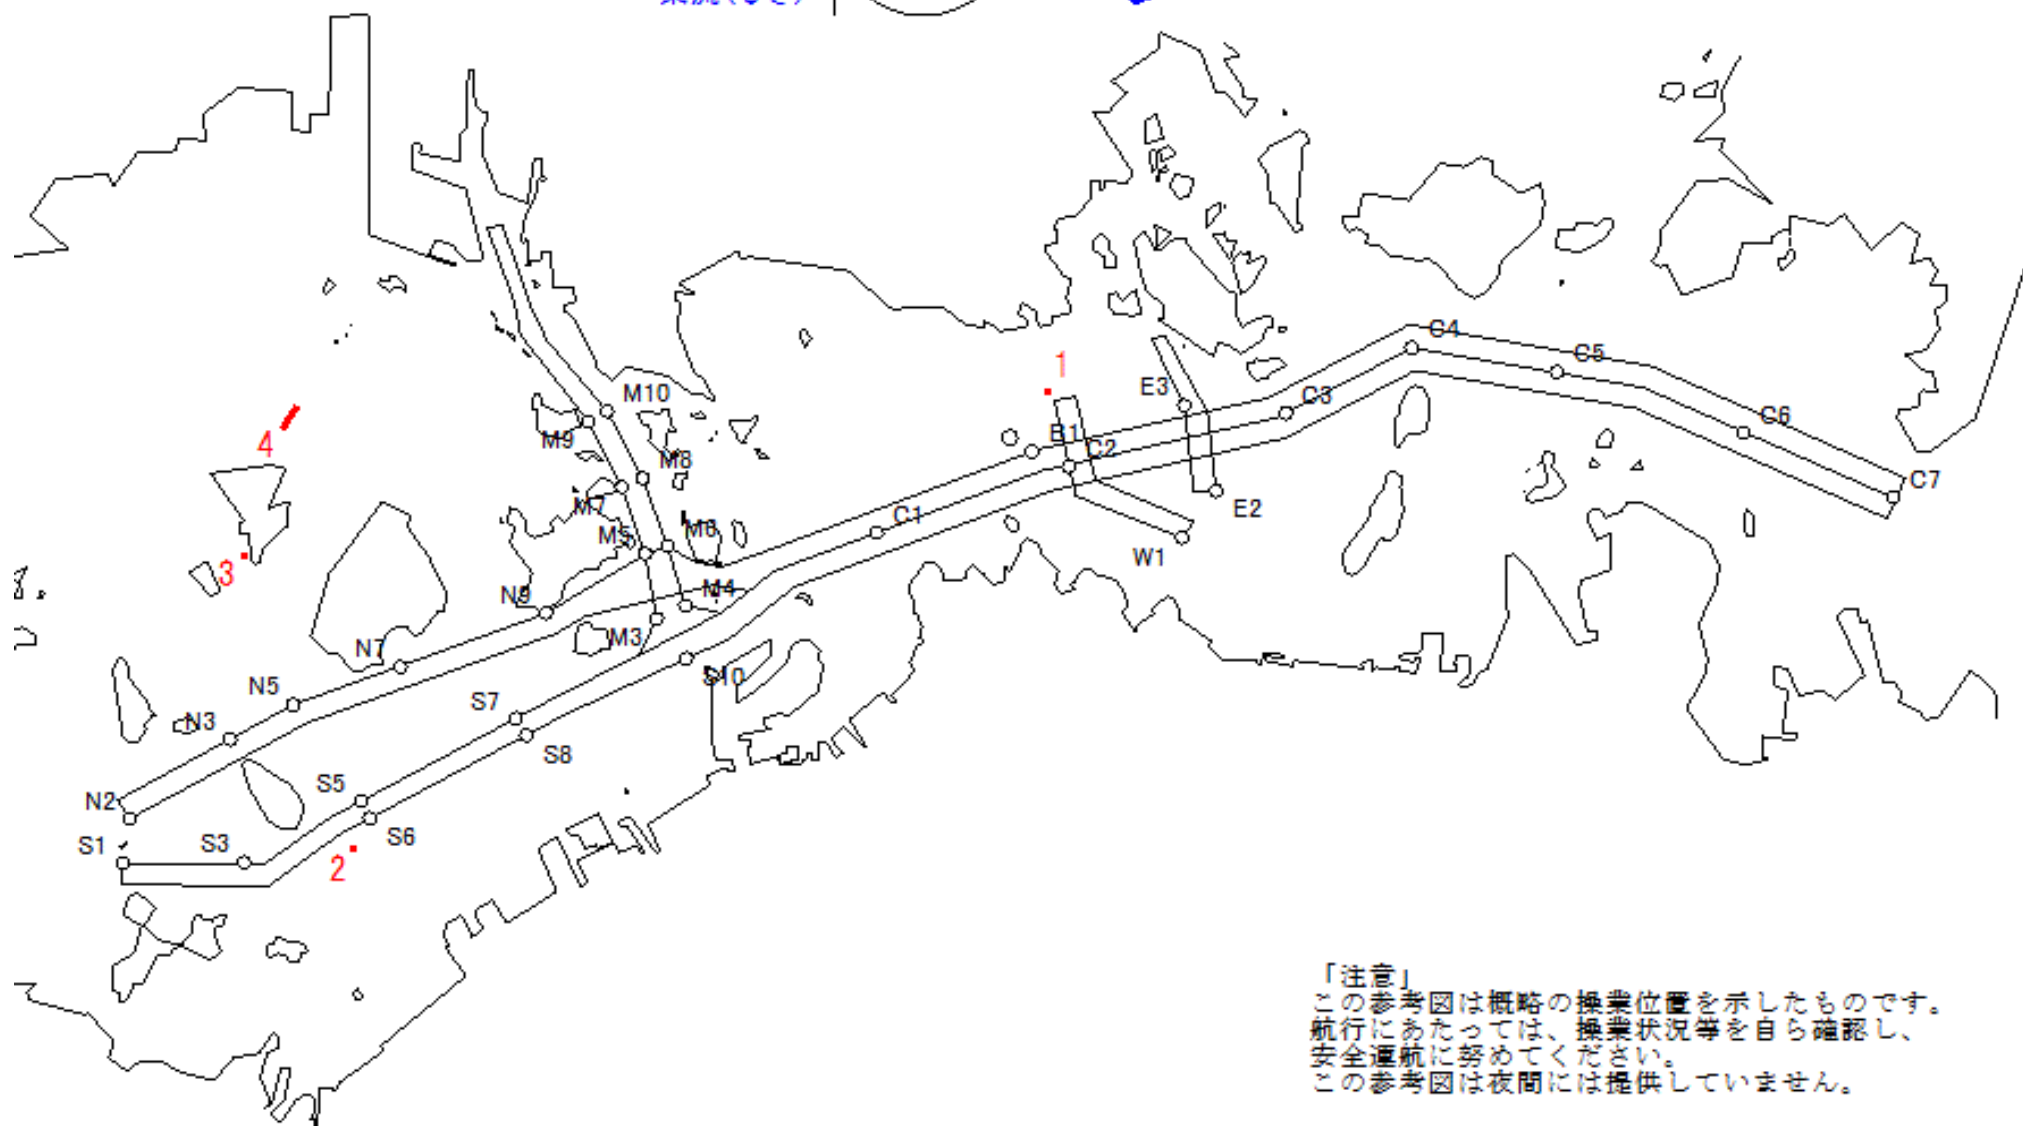 1
C4
C5
E3
M10
C3
4
M9
B1
C6
C2
M8
C7
M7
E2
C1
M5
M6
W1
3
M4
N9
M3
N7
S10
N5
S7
N3
S8
S5
N2
S6
S1
S3
2
「注意」
この参考図は概略の操業位置を示したものです。
航行にあたっては、操業状況等を自ら確認し、
安全運航に努めてください。
この参考図は夜間には提供していません。